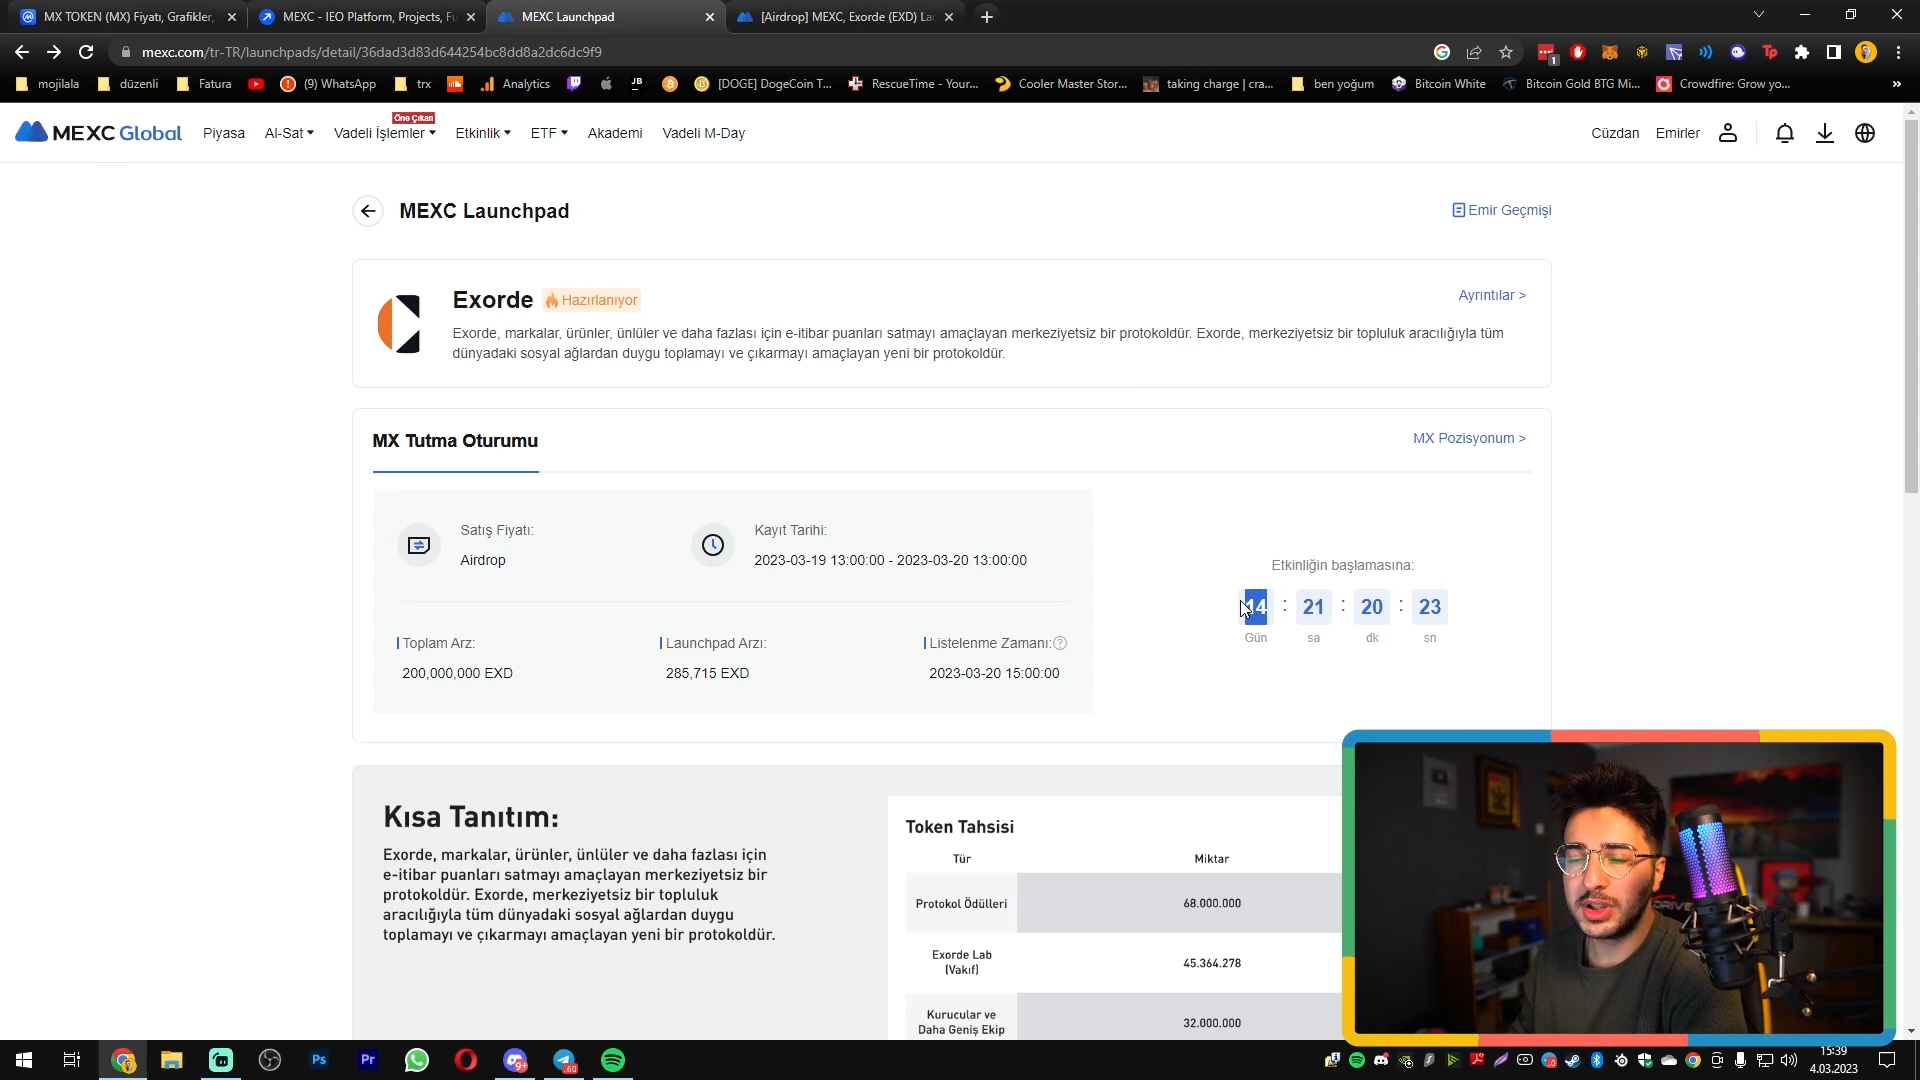 MX TOKEN (MX) Fiyatı, Grafikler,
MEXC - IEO Platform, Projects, Fu
MEXC Launchpad
[Airdrop] MEXC, Exorde (EXD) La
mexc.com/tr-TR/launchpads/detail/36dad3d83d644254bc8dd8a2dc6dc9f9
mojilala
düzenli
Fatura
(9) WhatsApp
trx
Analytics
JB
[DOGE] DogeCoin T...
RescueTime - Your...
Cooler Master Stor...
taking charge | cra...
ben yoğum
Bitcoin White
Bitcoin Gold BTG Mi...
Crowdfire: Grow yo...
»
MEXC Global
Piyasa
Al-Sat
Vadeli İşlemler
Öne Çıkan
Etkinlik
ETF
Akademi
Vadeli M-Day
Cüzdan
Emirler
MEXC Launchpad
Emir Geçmişi
Exorde
Hazırlanıyor
Ayrıntılar >
Exorde, markalar, ürünler, ünlüler ve daha fazlası için e-itibar puanları satmayı amaçlayan merkeziyetsiz bir protokoldür. Exorde, merkeziyetsiz bir topluluk aracılığıyla tüm
dünyadaki sosyal ağlardan duygu toplamayı ve çıkarmayı amaçlayan yeni bir protokoldür.
MX Tutma Oturumu
MX Pozisyonum >
Satış Fiyatı:
Airdrop
Kayıt Tarihi:
2023-03-19 13:00:00 - 2023-03-20 13:00:00
Toplam Arz:
200,000,000 EXD
Launchpad Arzı:
285,715 EXD
Listelenme Zamanı:
2023-03-20 15:00:00
Etkinliğin başlamasına:
14 : 21 : 20 : 23
Gün sa dk sn
Kısa Tanıtım:
Exorde, markalar, ürünler, ünlüler ve daha fazlası için
e-itibar puanları satmayı amaçlayan merkeziyetsiz bir
protokoldür. Exorde, merkeziyetsiz bir topluluk
aracılığıyla tüm dünyadaki sosyal ağlardan duygu
toplamayı ve çıkarmayı amaçlayan yeni bir protokoldür.
Token Tahsisi
Tür Miktar
Protokol Ödülleri 68.000.000
Exorde Lab
(Vakıf)
45.364.278
Kurucular ve
Daha Geniş Ekip
32.000.000
Ps
Pr
15:39
4.03.2023